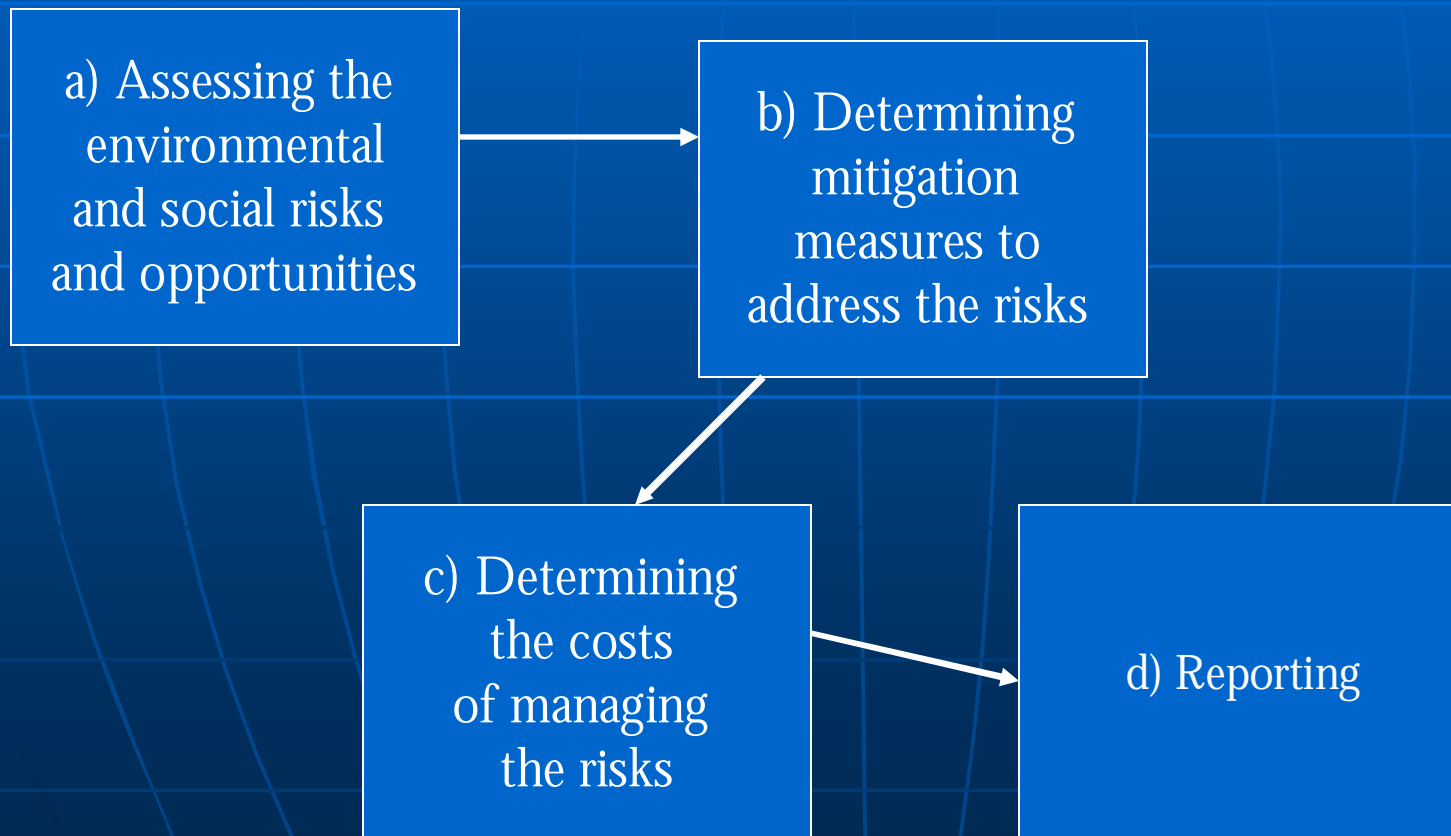 a) Assessing the
environmental
and social risks
and opportunities
b) Determining
mitigation
measures to
address the risks
c) Determining
the costs
of managing
the risks
d) Reporting